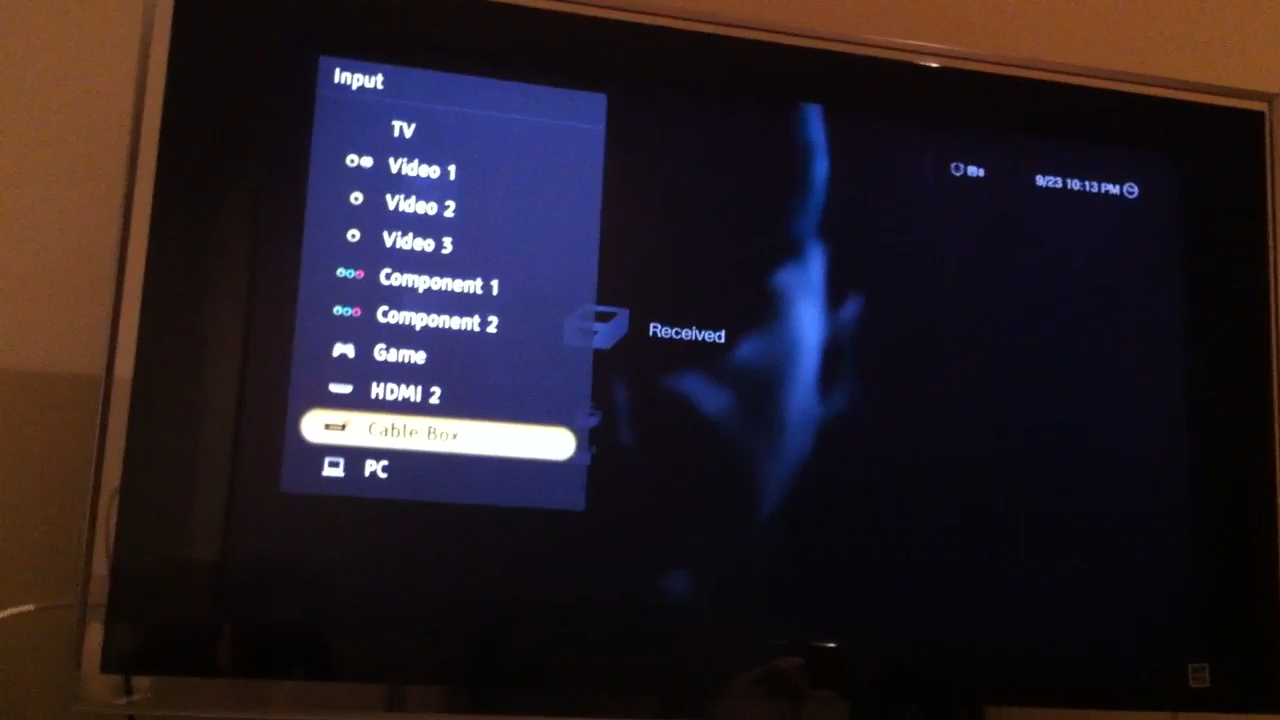 Input
TV
Video 1
Video 2
Video 3
Component 1
Component 2
Game
HDMI 2
Cable Box
PC
Received
9/23 10:13 PM